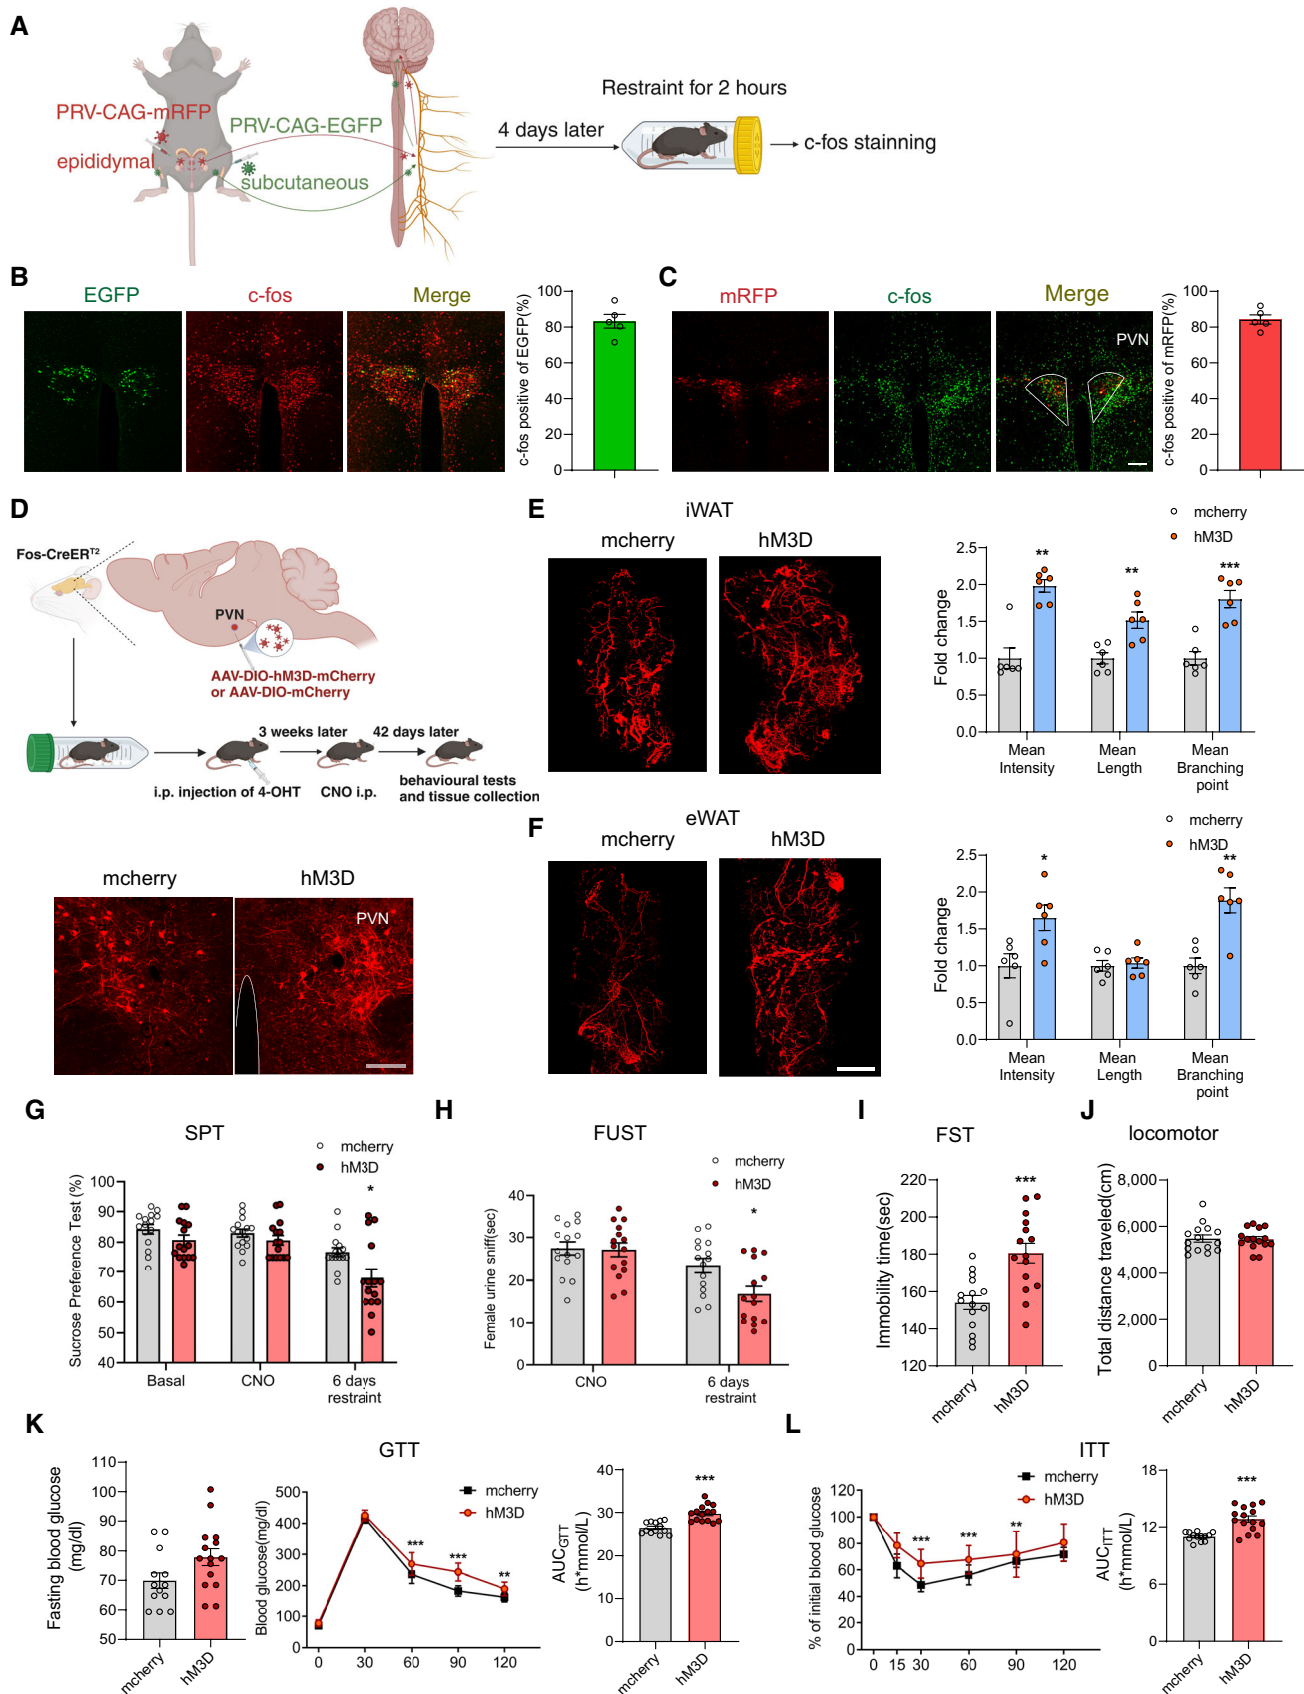 A
PRV-CAG-mRFP
epididymal
PRV-CAG-EGFP
subcutaneous
4 days later
Restraint for 2 hours
c-fos stainning
B
EGFP
c-fos
Merge
c-fos positive of EGFP(%)
100
80
60
40
20
0
C
mRFP
c-fos
Merge
PVN
c-fos positive of mRFP(%)
100
80
60
40
20
0
D
Fos-CreERT2
PVN
AAV-DIO-hM3D-mCherry
or AAV-DIO-mCherry
3 weeks later
42 days later
i.p. injection of 4-OHT
CNO i.p.
behavioural tests
and tissue collection
mcherry
hM3D
PVN
E
iWAT
mcherry
hM3D
mcherry
hM3D
Fold change
2.5
2.0
1.5
1.0
0.5
0.0
**
**
***
Mean
Intensity
Mean
Length
Mean
Branching
point
F
eWAT
mcherry
hM3D
mcherry
hM3D
Fold change
2.5
2.0
1.5
1.0
0.5
0.0
*
**
Mean
Intensity
Mean
Length
Mean
Branching
point
G
SPT
mcherry
hM3D
Sucrose Preference Test (%)
100
90
80
70
60
50
40
*
Basal
CNO
6 days
restraint
H
FUST
mcherry
hM3D
Female urine sniff(sec)
40
30
20
10
0
*
CNO
6 days
restraint
I
FST
Immobility time(sec)
220
200
180
160
140
120
***
mcherry
hM3D
J
locomotor
Total distance traveled(cm)
8,000
6,000
4,000
2,000
0
mcherry
hM3D
K
Fasting blood glucose
(mg/dl)
110
100
90
80
70
60
50
mcherry
hM3D
GTT
mcherry
hM3D
Blood glucose(mg/dl)
500
400
300
200
100
0
***
***
**
0
30
60
90
120
AUCGTT
(h*mmol/L)
40
30
20
10
0
***
mcherry
hM3D
L
ITT
mcherry
hM3D
% of initial blood glucose
120
100
80
60
40
20
0
***
***
**
0
15
30
60
90
120
AUCITT
(h*mmol/L)
18
12
6
0
***
mcherry
hM3D